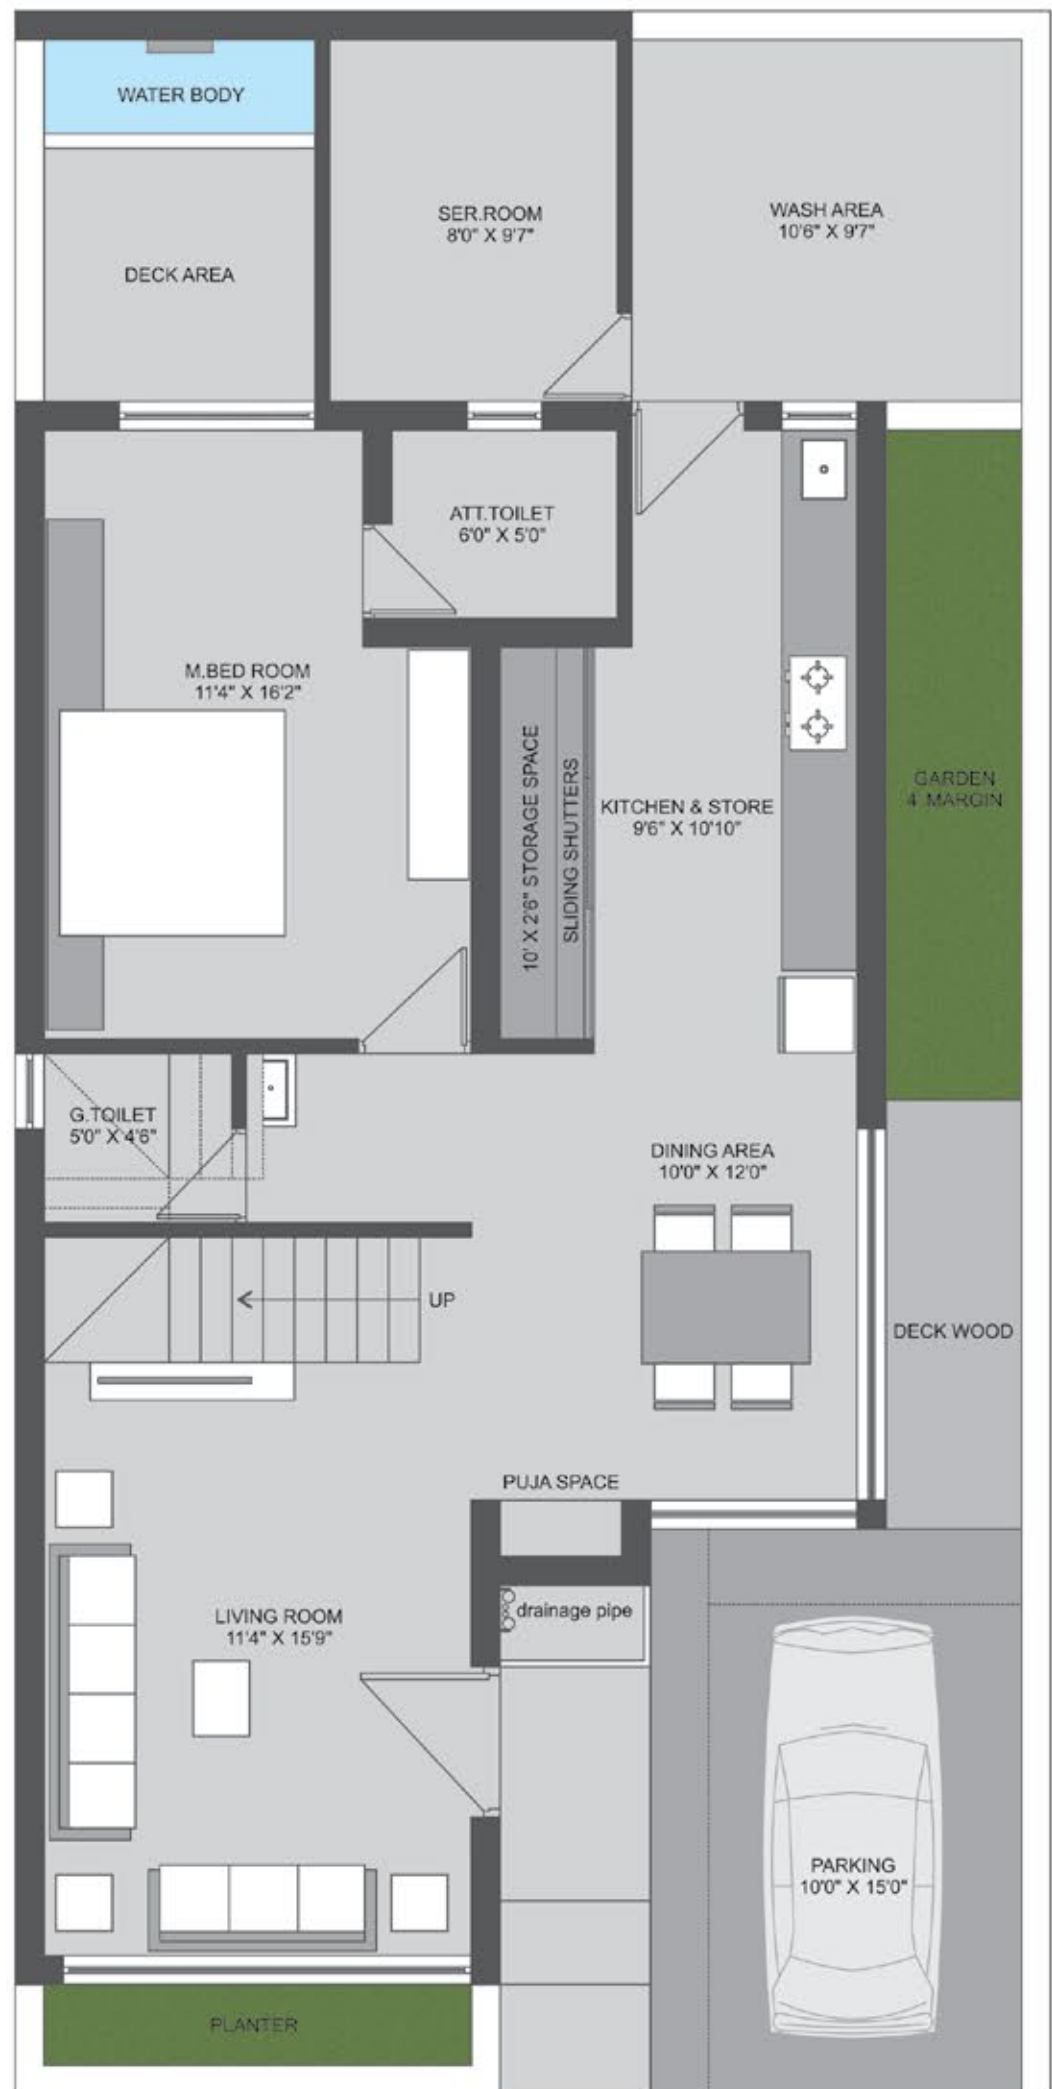 WATER BODY
SER.ROOM
8'0" X 9'7"
WASH AREA
10'6" X 9'7"
DECK AREA
ATT.TOILET
6'0" X 5'0"
M.BED ROOM
11'4" X 16'2"
10' X 2'6" STORAGE SPACE
SLIDING SHUTTERS
KITCHEN & STORE
9'6" X 10'10"
GARDEN
4' MARGIN
G.TOILET
5'0" X 4'6"
DINING AREA
10'0" X 12'0"
UP
DECK WOOD
PUJA SPACE
drainage pipe
LIVING ROOM
11'4" X 15'9"
PARKING
10'0" X 15'0"
PLANTER